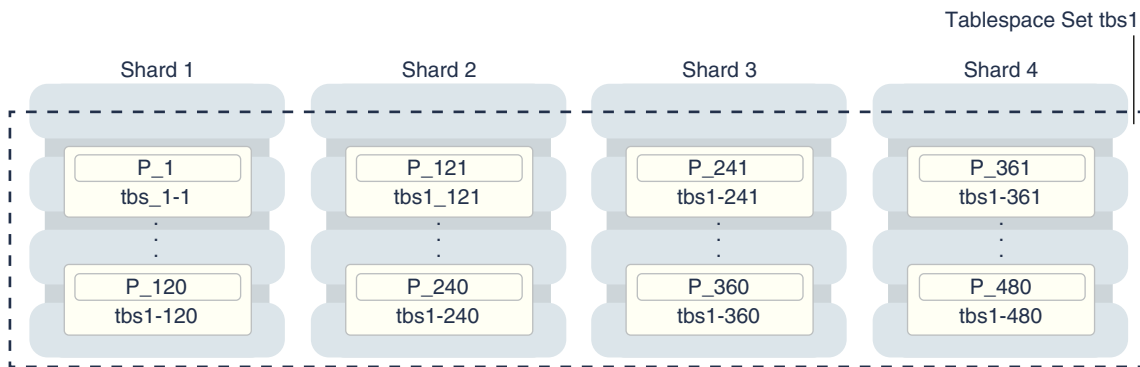 Tablespace Set tbs1
Shard 1
Shard 2
Shard 3
Shard 4
P_1
tbs_1-1
P_121
tbs1_121
P_241
tbs1-241
P_361
tbs1-361
P_120
tbs1-120
P_240
tbs1-240
P_360
tbs1-360
P_480
tbs1-480